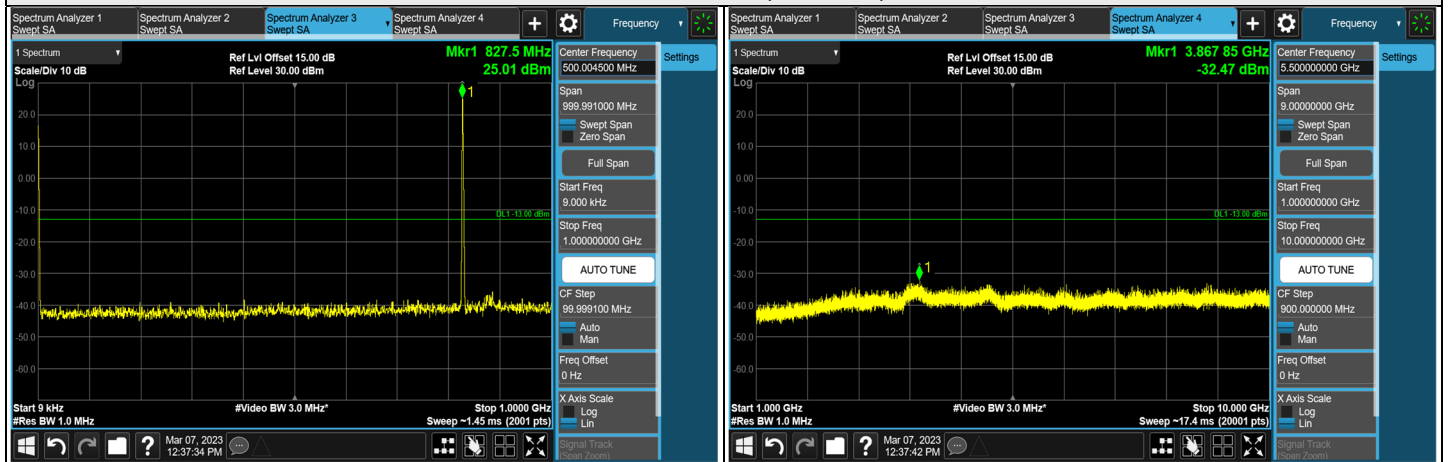 Spectrum Analyzer 1
Swept SA
Spectrum Analyzer 2
Swept SA
Spectrum Analyzer 3
Swept SA
Spectrum Analyzer 4
Swept SA
+
Frequency
1 Spectrum
Scale/Div 10 dB
Log
Ref Lvl Offset 15.00 dB
Ref Level 30.00 dBm
Mkr1 827.5 MHz
25.01 dBm
1
20.0
10.0
0.00
-10.0
-20.0
-30.0
-40.0
-50.0
-60.0
DL1 -13.00 dBm
Start 9 kHz
#Res BW 1.0 MHz
#Video BW 3.0 MHz*
Stop 1.0000 GHz
Sweep ~1.45 ms (2001 pts)
Settings
Center Frequency
500.004500 MHz
Span
999.991000 MHz
Swept Span
Zero Span
Full Span
Start Freq
9.000 kHz
Stop Freq
1.000000000 GHz
AUTO TUNE
CF Step
99.999100 MHz
Auto
Man
Freq Offset
0 Hz
X Axis Scale
Log
Lin
Signal Track
(Span Zoom)
?
Mar 07, 2023
12:37:34 PM
Spectrum Analyzer 1
Swept SA
Spectrum Analyzer 2
Swept SA
Spectrum Analyzer 3
Swept SA
Spectrum Analyzer 4
Swept SA
+
Frequency
1 Spectrum
Scale/Div 10 dB
Log
Ref Lvl Offset 15.00 dB
Ref Level 30.00 dBm
Mkr1 3.867 85 GHz
-32.47 dBm
1
20.0
10.0
0.00
-10.0
-20.0
-30.0
-40.0
-50.0
-60.0
DL1 -13.00 dBm
Start 1.000 GHz
#Res BW 1.0 MHz
#Video BW 3.0 MHz*
Stop 10.000 GHz
Sweep ~17.4 ms (20001 pts)
Settings
Center Frequency
5.500000000 GHz
Span
9.00000000 GHz
Swept Span
Zero Span
Full Span
Start Freq
1.000000000 GHz
Stop Freq
10.000000000 GHz
AUTO TUNE
CF Step
900.000000 MHz
Auto
Man
Freq Offset
0 Hz
X Axis Scale
Log
Lin
Signal Track
(Span Zoom)
?
Mar 07, 2023
12:37:42 PM